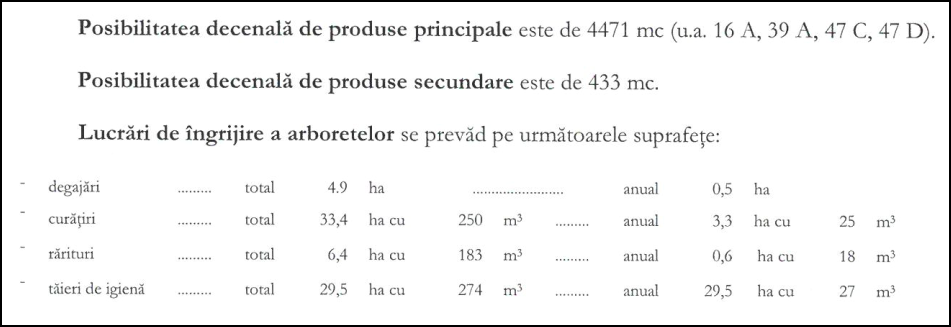 Posibilitatea decenală de produse principale este de 4471 mc (u.a. 16 A, 39 A, 47 C, 47 D).
Posibilitatea decenală de produse secundare este de 433 mc.
Lucrări de îngrijire a arboretelor se prevăd pe următoarele suprafețe:
- degajări ......... total 4.9 ha ........................ anual 0,5 ha
- curățiri ......... total 33,4 ha cu 250 m³ ......... anual 3,3 ha cu 25 m³
- rărituri ......... total 6,4 ha cu 183 m³ ......... anual 0,6 ha cu 18 m³
- tăieri de igienă ......... total 29,5 ha cu 274 m³ ......... anual 29,5 ha cu 27 m³